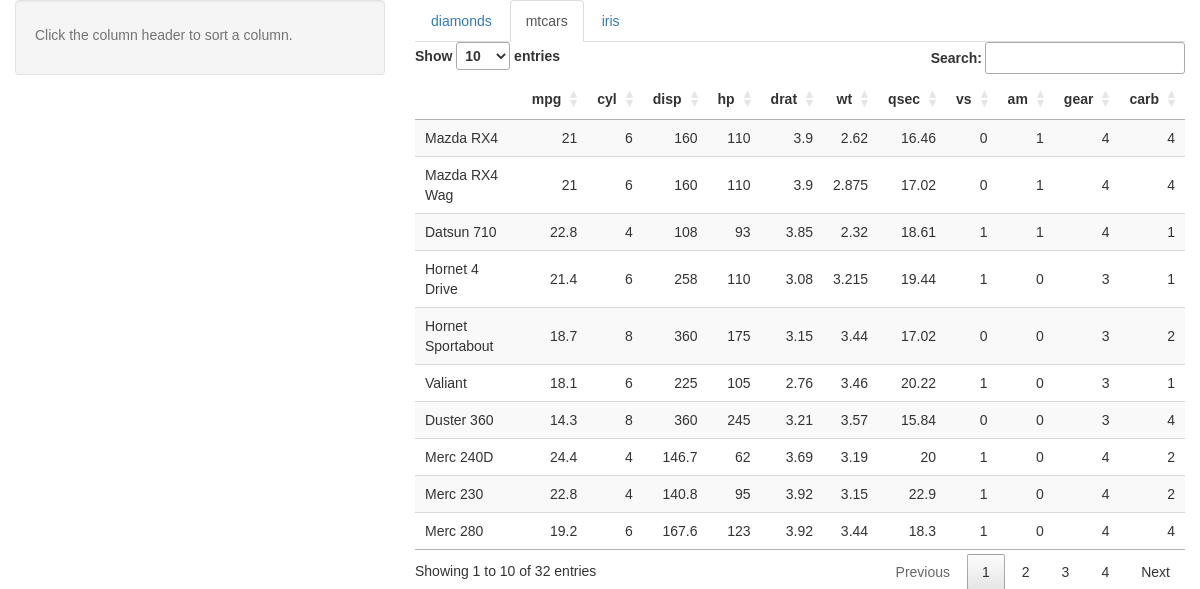 Click the column header to sort a column.
diamonds mtcars iris
Show 10 entries Search:
mpg cyl disp hp drat wt qsec vs am gear carb
Mazda RX4 21 6 160 110 3.9 2.62 16.46 0 1 4 4
Mazda RX4
Wag 21 6 160 110 3.9 2.875 17.02 0 1 4 4
Datsun 710 22.8 4 108 93 3.85 2.32 18.61 1 1 4 1
Hornet 4
Drive 21.4 6 258 110 3.08 3.215 19.44 1 0 3 1
Hornet
Sportabout 18.7 8 360 175 3.15 3.44 17.02 0 0 3 2
Valiant 18.1 6 225 105 2.76 3.46 20.22 1 0 3 1
Duster 360 14.3 8 360 245 3.21 3.57 15.84 0 0 3 4
Merc 240D 24.4 4 146.7 62 3.69 3.19 20 1 0 4 2
Merc 230 22.8 4 140.8 95 3.92 3.15 22.9 1 0 4 2
Merc 280 19.2 6 167.6 123 3.92 3.44 18.3 1 0 4 4
Showing 1 to 10 of 32 entries Previous 1 2 3 4 Next